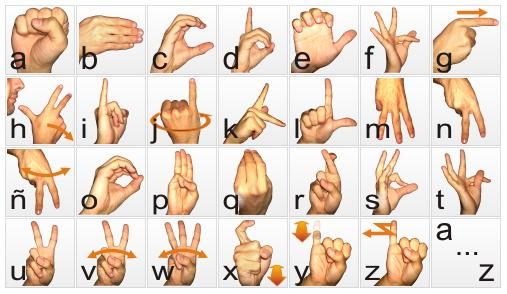 a b c d e f g
h i j k l m n
ñ o p q r s t
u v w x y z a
...
z